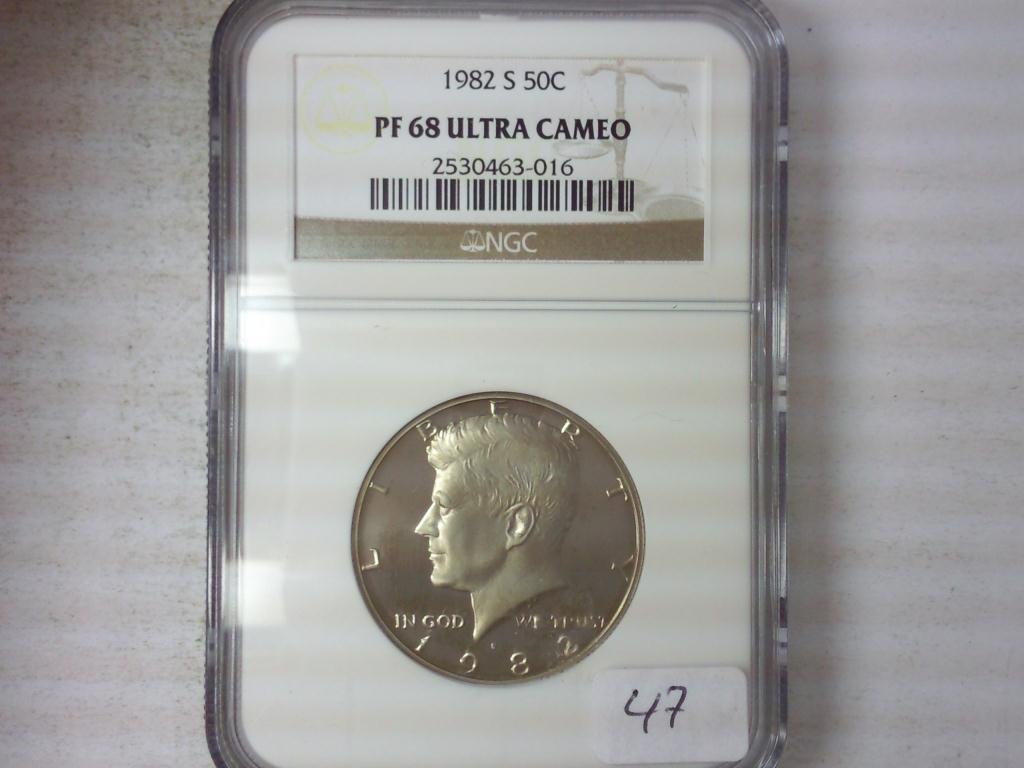 1982 S 50C
PF 68 ULTRA CAMEO
2530463-016
NGC
LIBERTY
IN GOD WE TRUST
S
1982
47